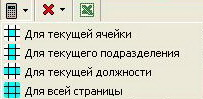 Для текущей ячейки
Для текущего подразделения
Для текущей должности
Для всей страницы